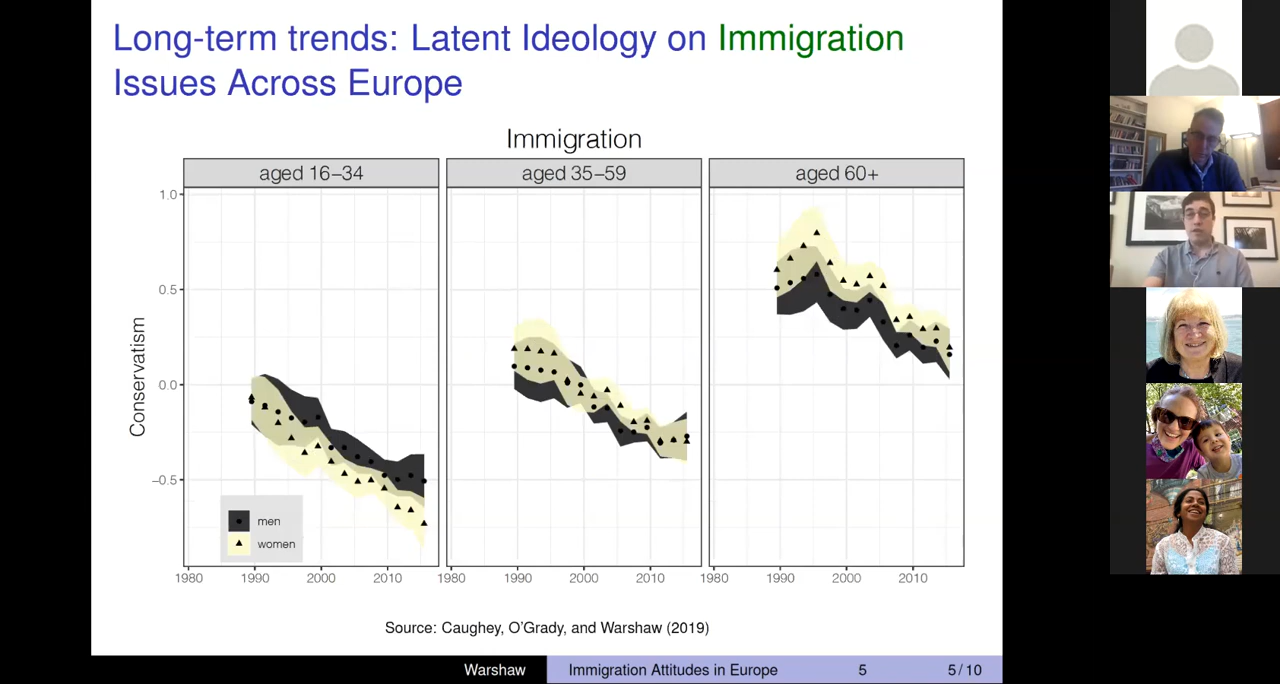 Long-term trends: Latent Ideology on Immigration
Issues Across Europe
Immigration
aged 16–34
aged 35–59
aged 60+
Conservatism
1.0
0.5
0.0
−0.5
men
women
1980 1990 2000 2010
1980 1990 2000 2010
1980 1990 2000 2010
Source: Caughey, O'Grady, and Warshaw (2019)
Warshaw Immigration Attitudes in Europe 5 5 / 10